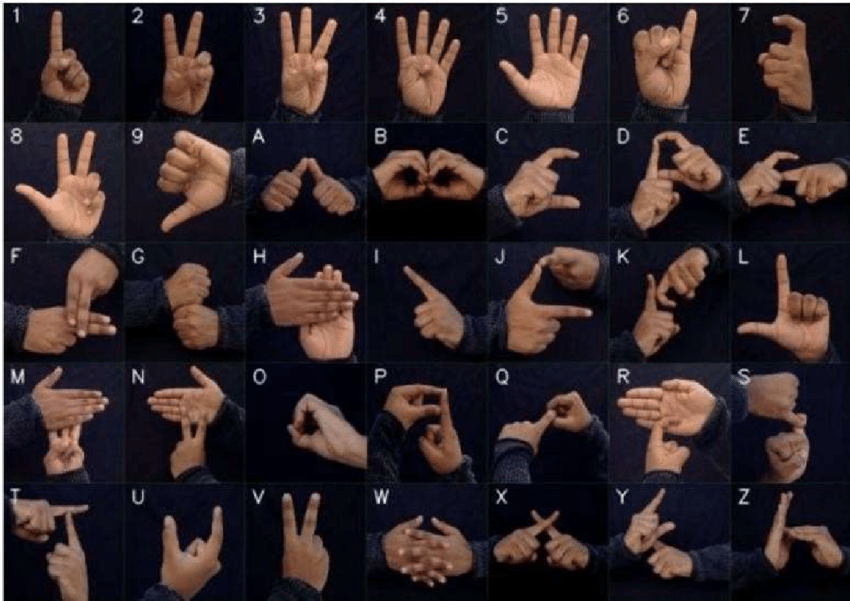 1 2 3 4 5 6 7
8 9 A B C D E
F G H I J K L
M N O P Q R S
T U V W X Y Z